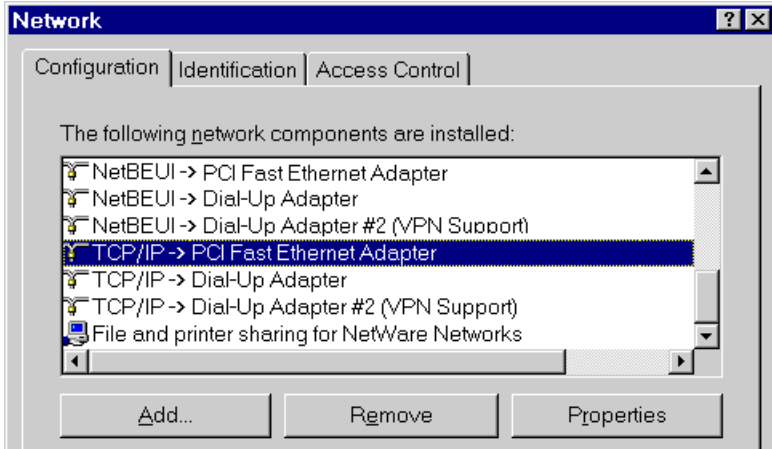 Network
Configuration Identification Access Control
The following network components are installed:
NetBEUI -> PCI Fast Ethernet Adapter
NetBEUI -> Dial-Up Adapter
NetBEUI -> Dial-Up Adapter #2 (VPN Support)
TCP/IP -> PCI Fast Ethernet Adapter
TCP/IP -> Dial-Up Adapter
TCP/IP -> Dial-Up Adapter #2 (VPN Support)
File and printer sharing for NetWare Networks
Add... Remove Properties